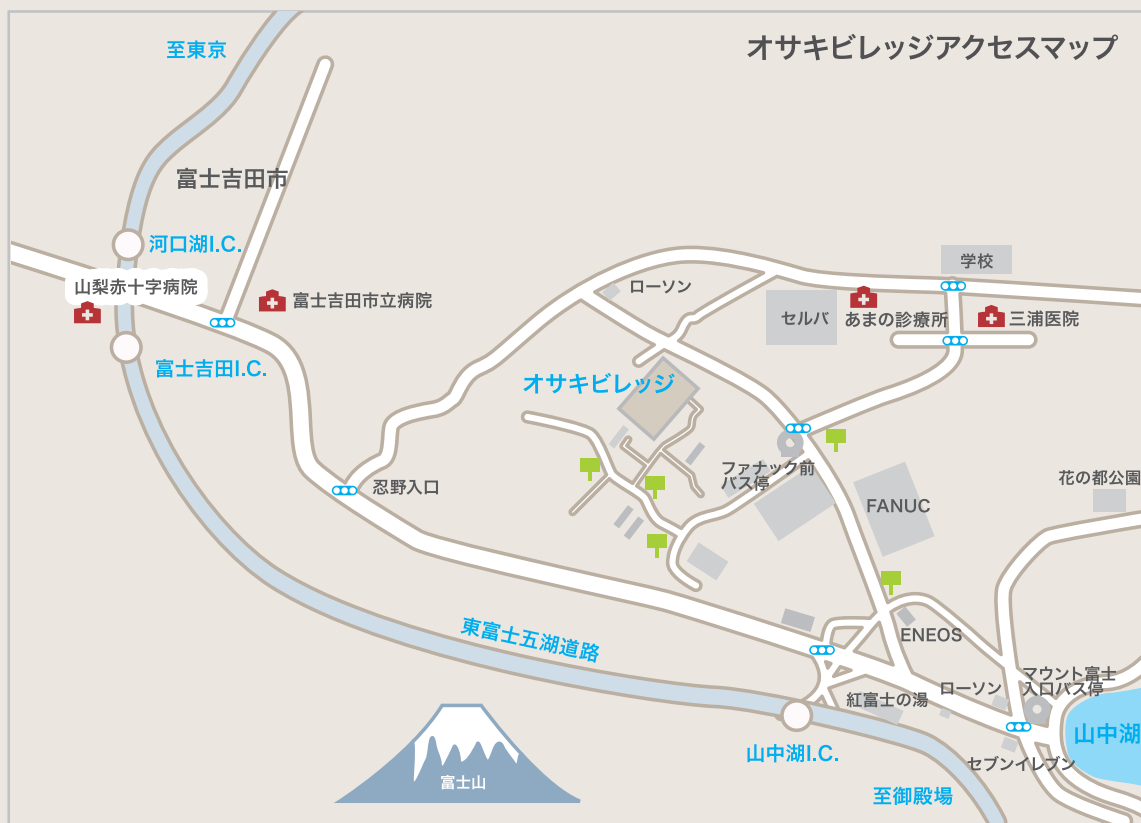 オサキビレッジアクセスマップ
至東京
富士吉田市
河口湖I.C.
山梨赤十字病院
富士吉田市立病院
富士吉田I.C.
学校
ローソン
セルバ
あまの診療所
三浦医院
オサキビレッジ
ファナック前
バス停
忍野入口
花の都公園
FANUC
東富士五湖道路
ENEOS
マウント富士
入口バス停
ローソン
紅富士の湯
山中湖
山中湖I.C.
セブンイレブン
富士山
至御殿場